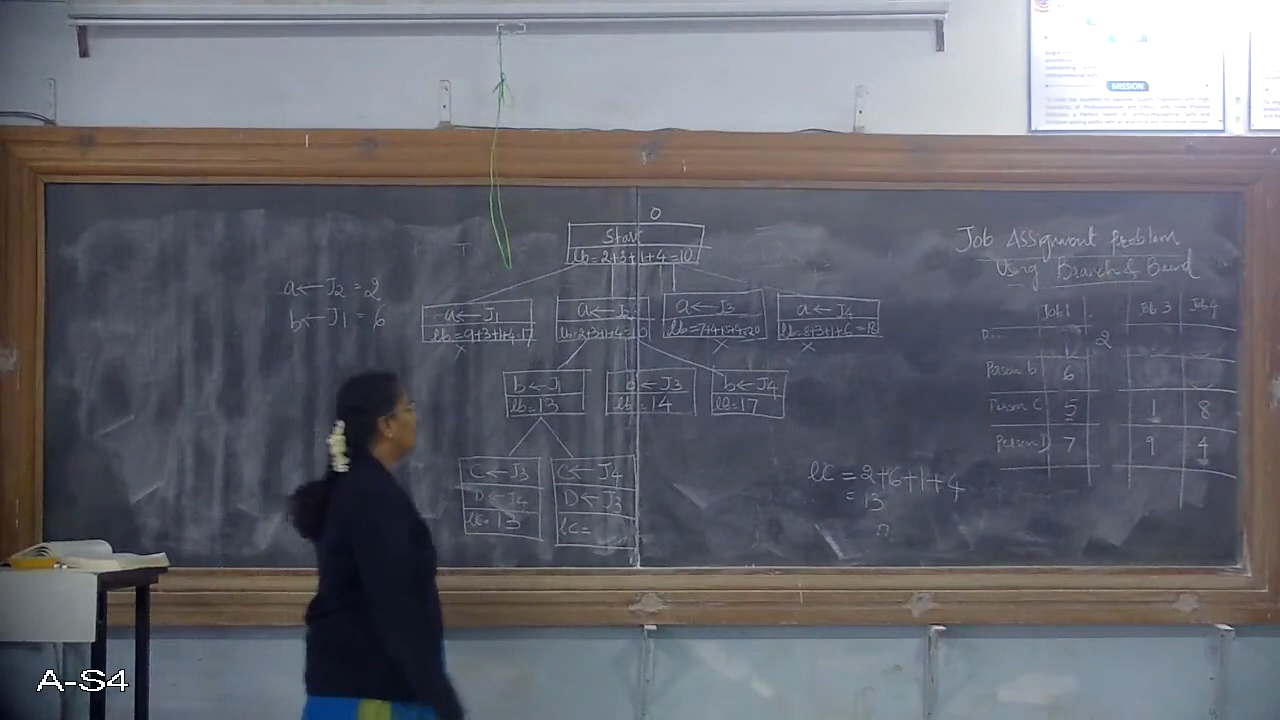 MISSION
Job Assignment Problem
Using Branch & Bound
0
Start
lb=2+3+1+4=10
a←J1
lb=9+3+1+4=17
X
a←J2
lb=2+3+1+4=10
a←J3
lb=7+4+5+4=20
X
a←J4
lb=8+3+1+6=18
X
a←J2 = 2
b←J1 = 6
b←J1
lb=13
b←J3
lb=14
b←J4
lb=17
C←J3
D←J4
lc=13
C←J4
D←J3
lc=
lc = 2+6+1+4
= 13
Job 1 Job 3 Job 4
2
Person b 6
Person C 5 1 8
Person D 7 9 4
A-S4